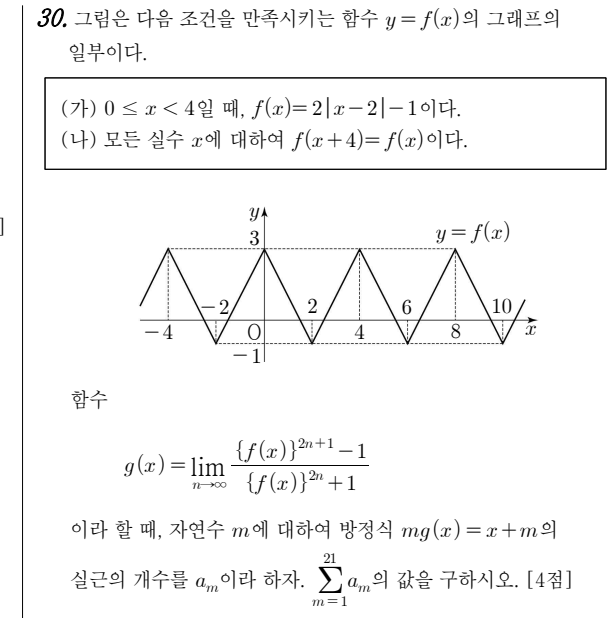 30. 그림은 다음 조건을 만족시키는 함수 y=f(x)의 그래프의
일부이다.
(가) 0 ≤ x < 4일 때, f(x)=2|x−2|−1이다.
(나) 모든 실수 x에 대하여 f(x+4)=f(x)이다.
]
y
3
y=f(x)
−2 2 6 10
−4 O 4 8 x
−1
함수
g(x)=lim_{n→∞} \frac{{f(x)}^{2n+1}−1}{{f(x)}^{2n}+1}
이라 할 때, 자연수 m에 대하여 방정식 mg(x)=x+m의
실근의 개수를 a_m이라 하자. \sum_{m=1}^{21} a_m의 값을 구하시오. [4점]